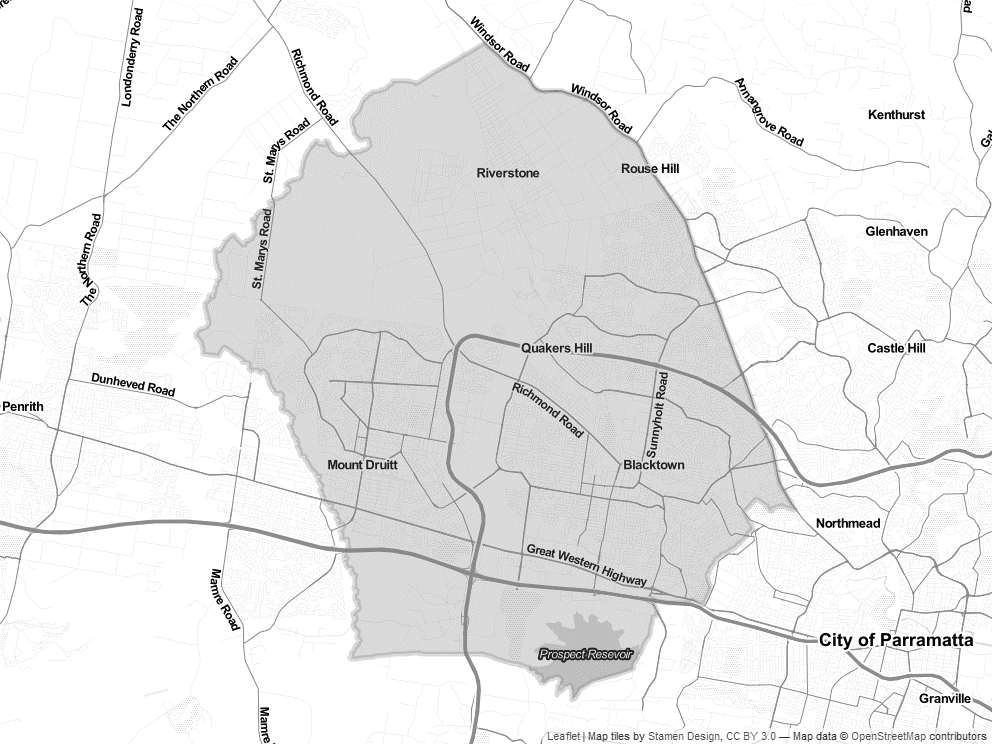 Windsor Road
Londonderry Road
The Northern Road
Richmond Road
Windsor Road
Annangrove Road
Kenthurst
St. Marys Road
Riverstone
Rouse Hill
Glenhaven
St. Marys Road
The Northern Road
Quakers Hill
Castle Hill
Dunheved Road
Penrith
Richmond Road
Sunnyholt Road
Mount Druitt
Blacktown
Northmead
Great Western Highway
Mamre Road
City of Parramatta
Prospect Resevoir
Growell
Granville
Leaflet | Map tiles by Stamen Design, CC BY 3.0 — Map data © OpenStreetMap contributors